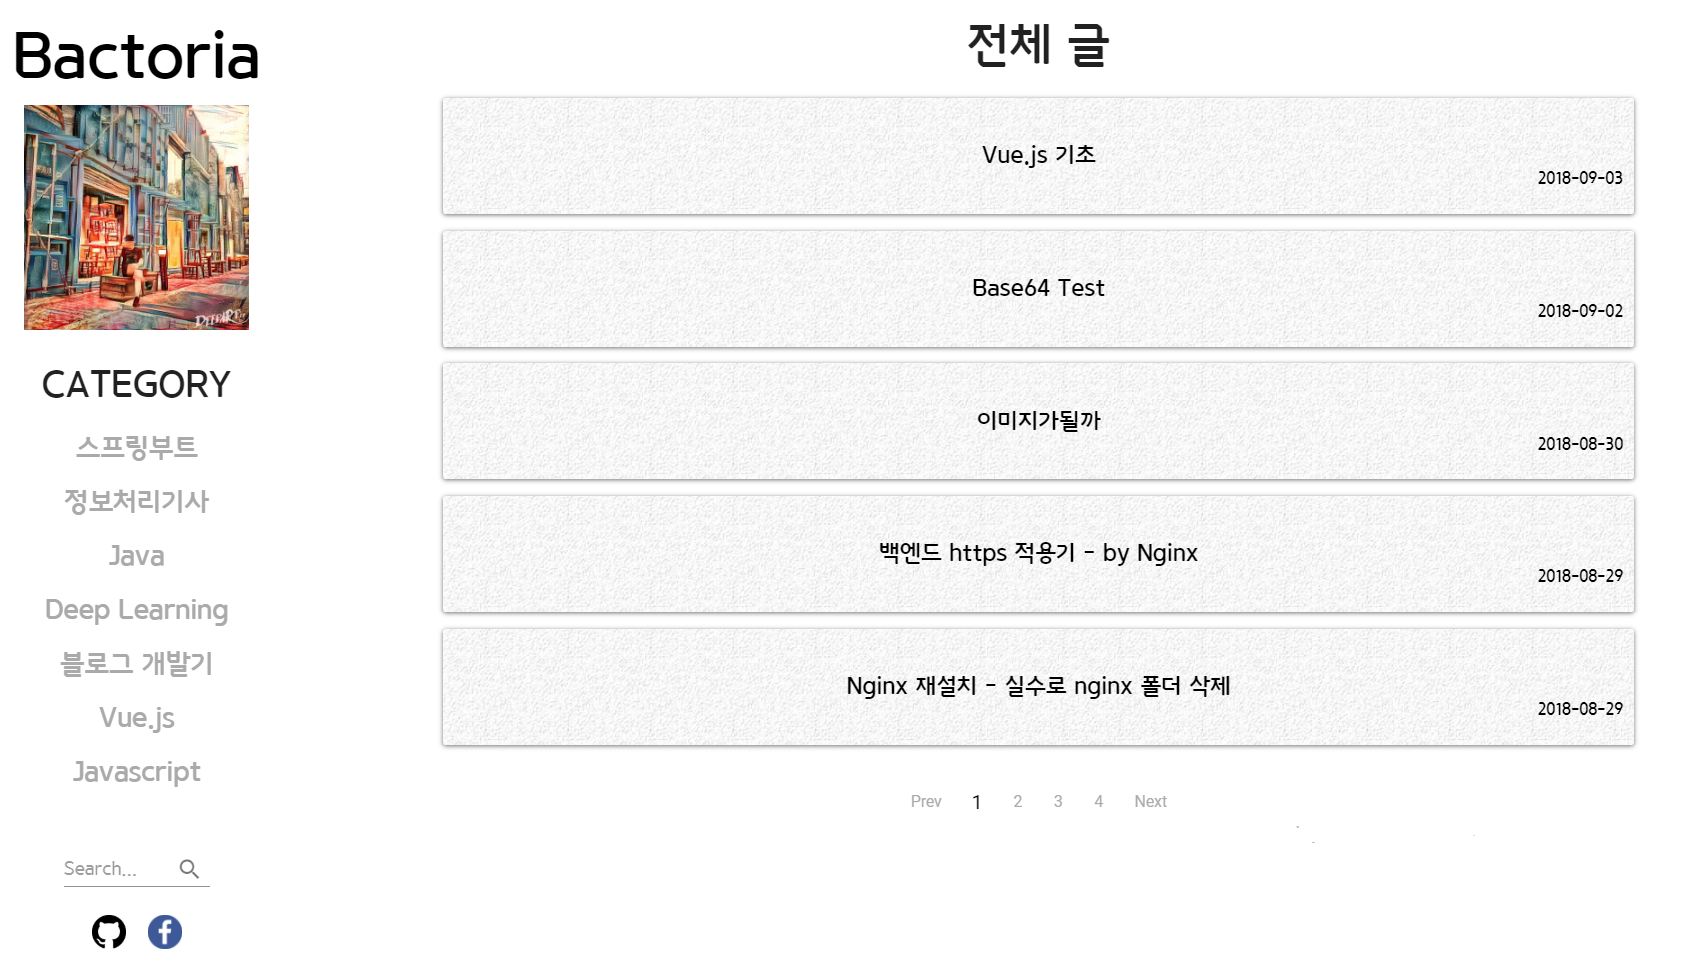 Bactoria
CATEGORY
스프링부트
정보처리기사
Java
Deep Learning
블로그 개발기
Vue.js
Javascript
Search...
전체 글
Vue.js 기초
2018-09-03
Base64 Test
2018-09-02
이미지가될까
2018-08-30
백엔드 https 적용기 - by Nginx
2018-08-29
Nginx 재설치 - 실수로 nginx 폴더 삭제
2018-08-29
Prev 1 2 3 4 Next